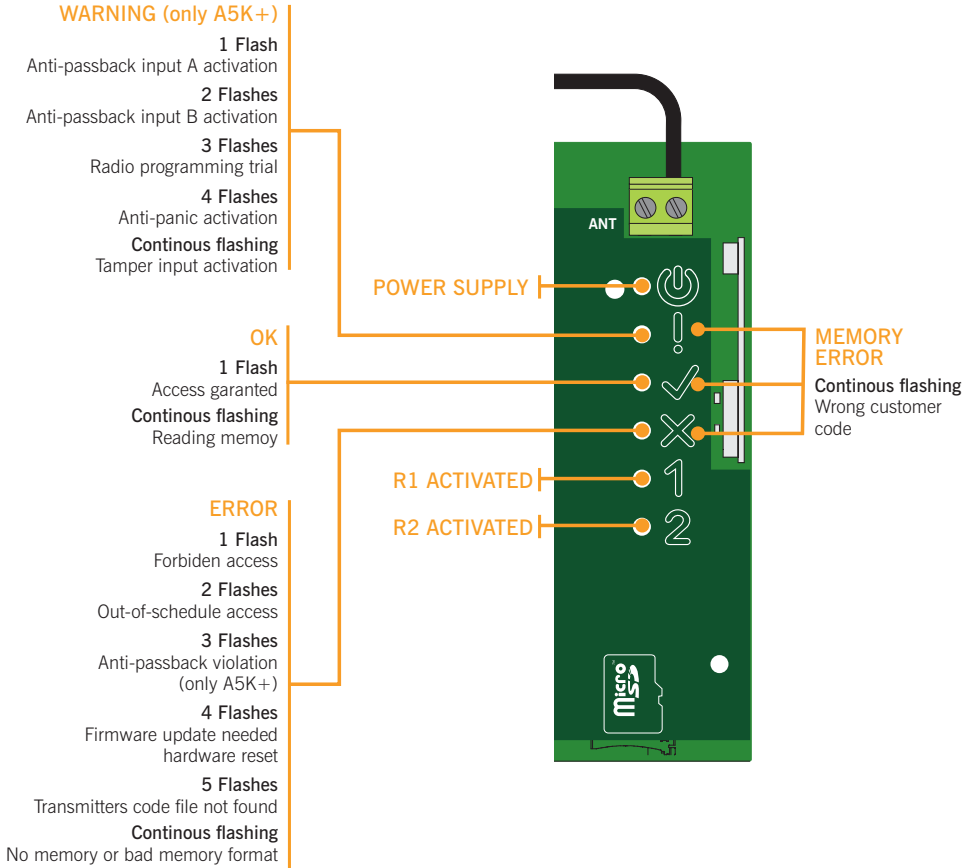 WARNING (only A5K+)
1 Flash
Anti-passback input A activation
2 Flashes
Anti-passback input B activation
3 Flashes
Radio programming trial
4 Flashes
Anti-panic activation
Continous flashing
Tamper input activation
OK
1 Flash
Access garanted
Continous flashing
Reading memoy
ERROR
1 Flash
Forbiden access
2 Flashes
Out-of-schedule access
3 Flashes
Anti-passback violation
(only A5K+)
4 Flashes
Firmware update needed
hardware reset
5 Flashes
Transmitters code file not found
Continous flashing
No memory or bad memory format
ANT
POWER SUPPLY
R1 ACTIVATED
R2 ACTIVATED
!
1
2
MEMORY
ERROR
Continous flashing
Wrong customer
code
Micro
SD